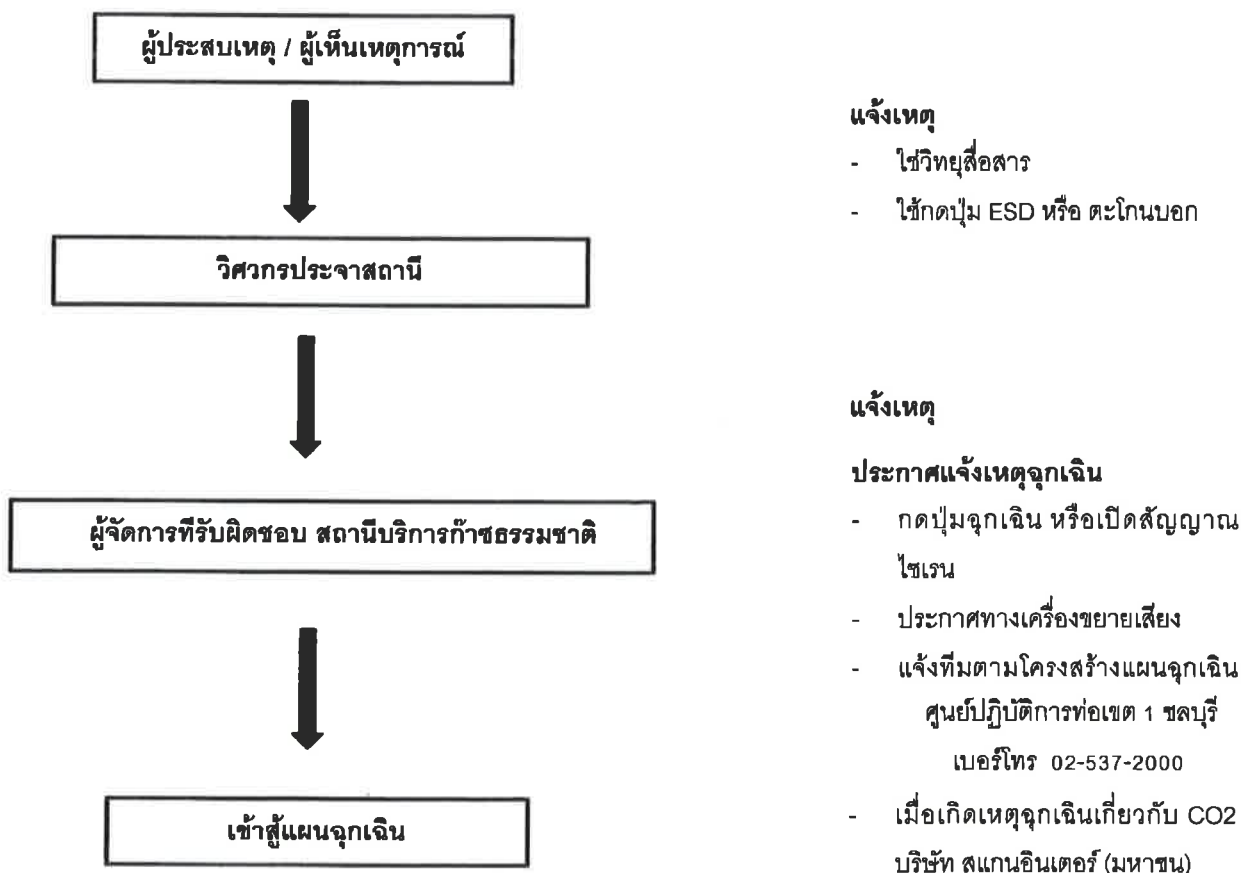 ผู้ประสบเหตุ / ผู้เห็นเหตุการณ์
แจ้งเหตุ
- ใช่วิทยุสื่อสาร
- ใช้กดปุ่ม ESD หรือ ตะโกนบอก
วิศวกรประจาสถานี
แจ้งเหตุ
ประกาศแจ้งเหตุฉุกเฉิน
- กดปุ่มฉุกเฉิน หรือเปิดสัญญาณ
ไซเรน
ผู้จัดการทีรับผิดชอบ สถานีบริการก๊าซธรรมชาติ
- ประกาศทางเครื่องขยายเสียง
- แจ้งทีมตามโครงสร้างแผนฉุกเฉิน
ศูนย์ปฏิบัติการท่อเขต 1 ชลบุรี
เบอร์โทร 02-537-2000
เข้าสู้แผนฉุกเฉิน
- เมื่อเกิดเหตุฉุกเฉินเกี่ยวกับ CO2
บริษัท สแกนอินเตอร์ (มหาชน)